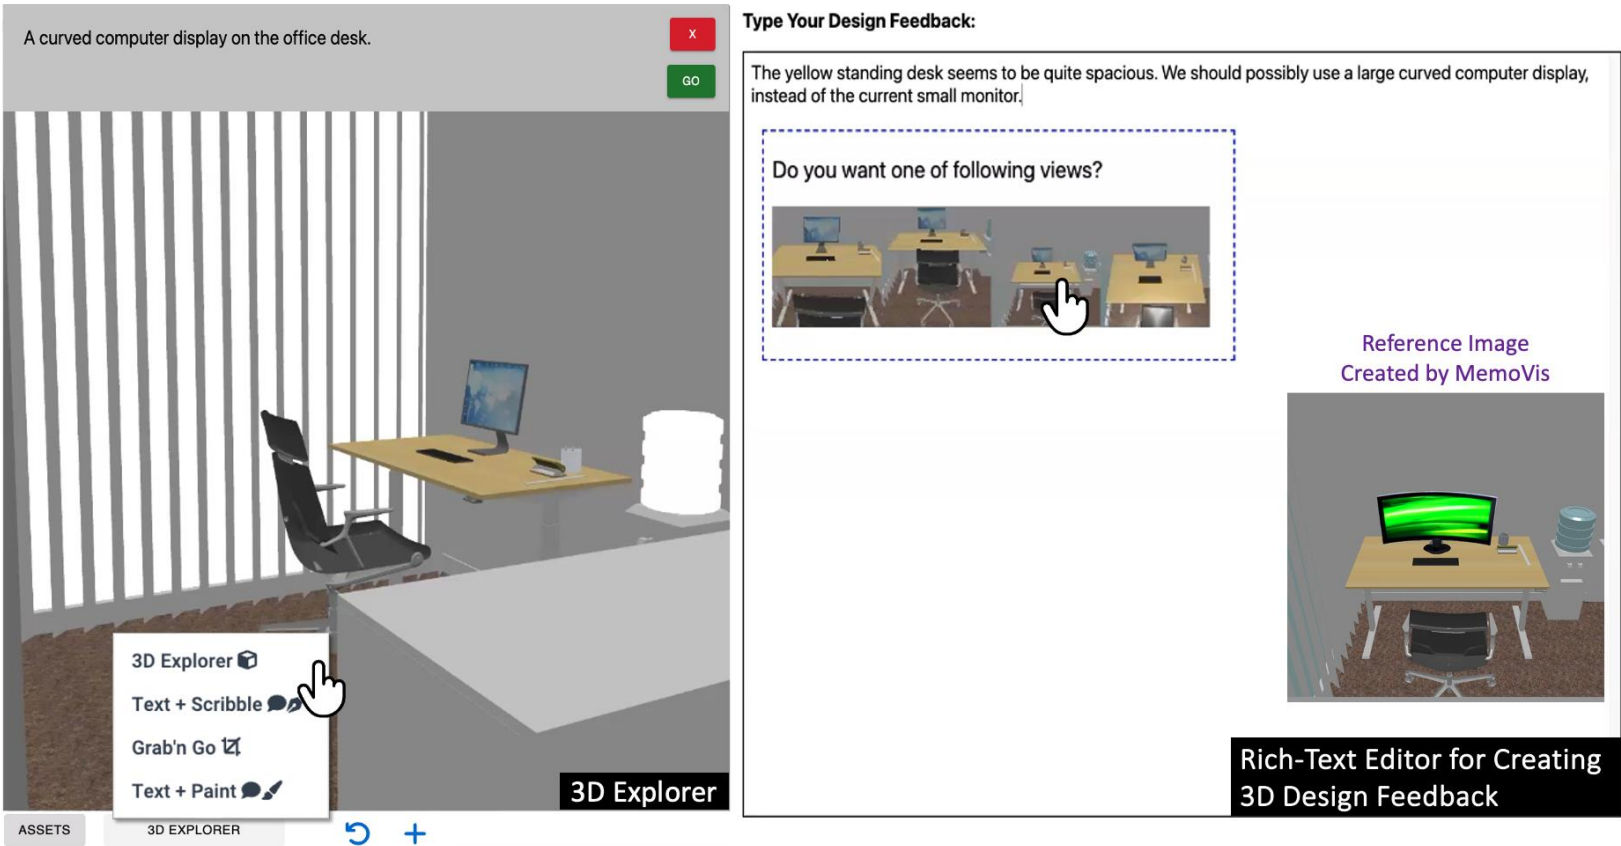 A curved computer display on the office desk.
X
GO
3D Explorer
Text + Scribble
Grab'n Go
Text + Paint
3D Explorer
ASSETS
3D EXPLORER
Type Your Design Feedback:
The yellow standing desk seems to be quite spacious. We should possibly use a large curved computer display,
instead of the current small monitor.
Do you want one of following views?
Reference Image
Created by MemoVis
Rich-Text Editor for Creating
3D Design Feedback